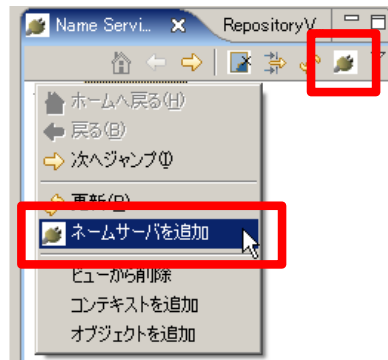 Name Servi...
RepositoryV
ホームへ戻る(H)
戻る(B)
次へジャンプ(I)
更新(R)
ネームサーバを追加
ビューから削除
コンテキストを追加
オブジェクトを追加